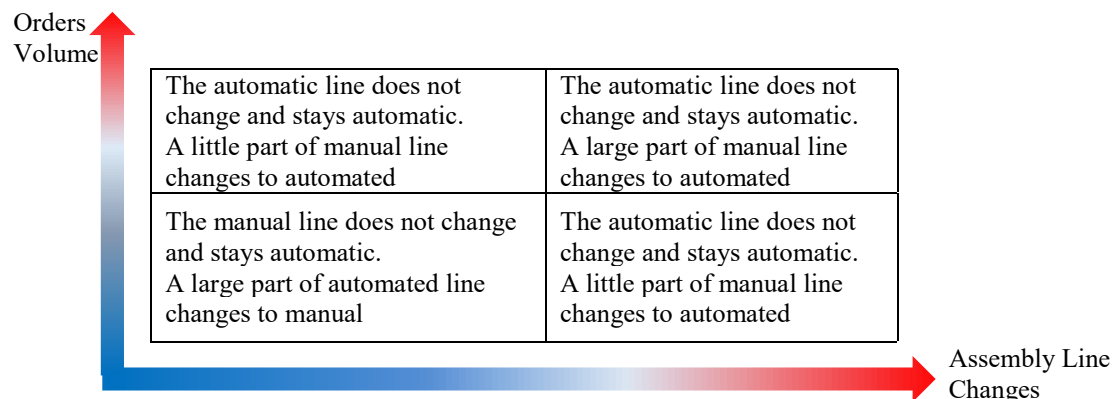 Orders
Volume
The automatic line does not
change and stays automatic.
A little part of manual line
changes to automated
The automatic line does not
change and stays automatic.
A large part of manual line
changes to automated
The manual line does not change
and stays automatic.
A large part of automated line
changes to manual
The automatic line does not
change and stays automatic.
A little part of manual line
changes to automated
Assembly Line
Changes